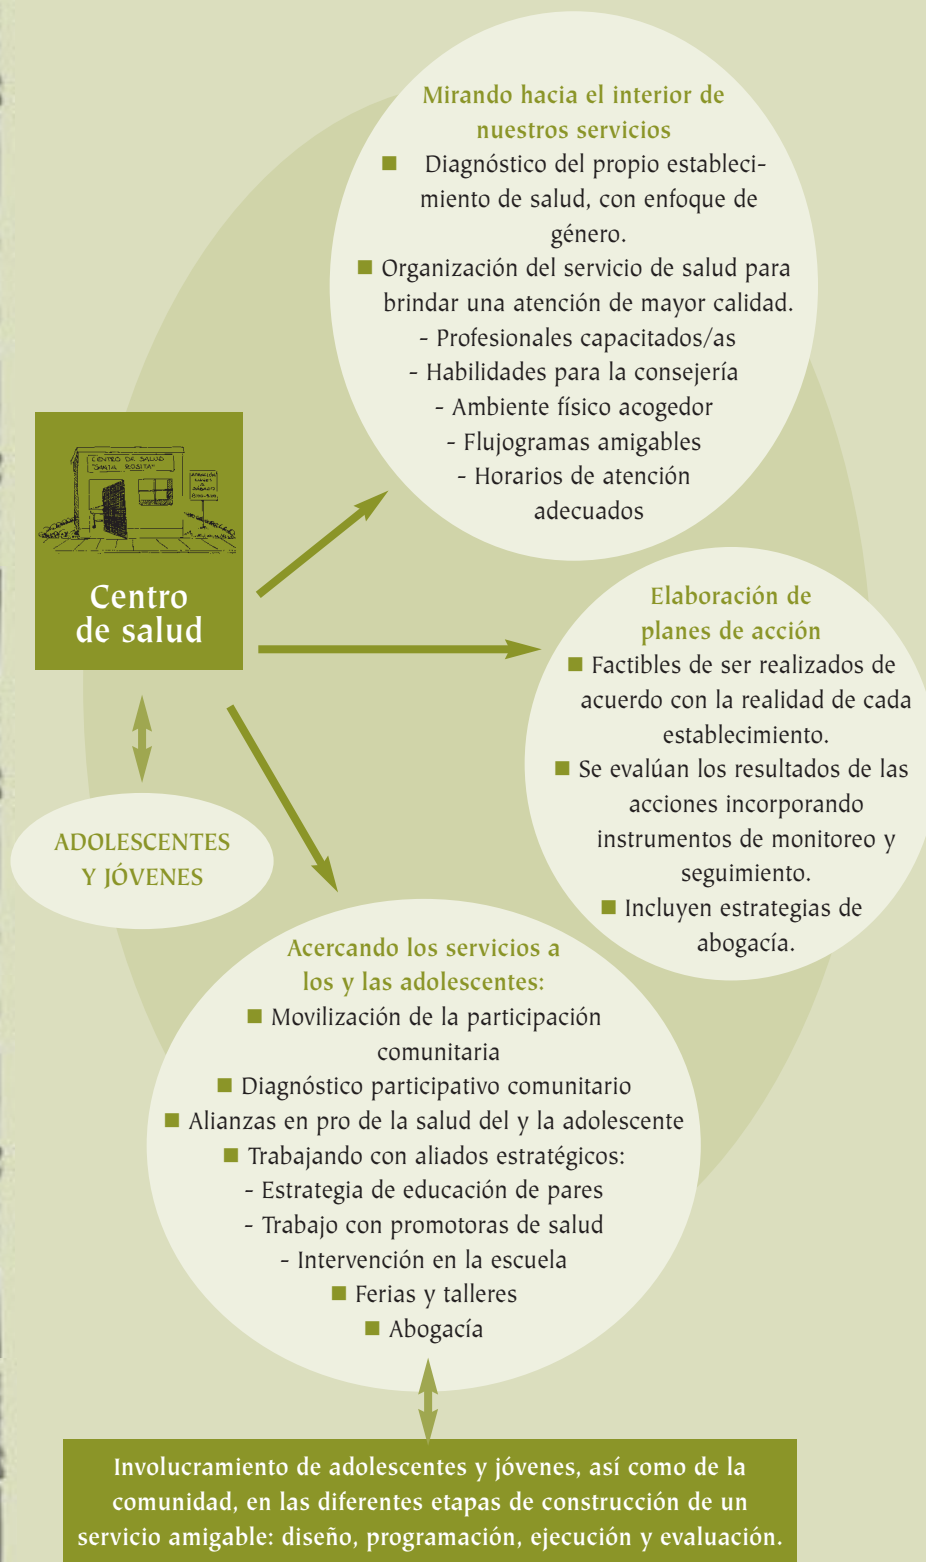 Mirando hacia el interior de
nuestros servicios
■ Diagnóstico del propio estableci-
miento de salud, con enfoque de
género.
■ Organización del servicio de salud para
brindar una atención de mayor calidad.
- Profesionales capacitados/as
- Habilidades para la consejería
- Ambiente físico acogedor
- Flujogramas amigables
- Horarios de atención
adecuados
CENTRO DE SALUD
"SANTA ROSITA"
ATENCIÓN
LUNES
A
SÁBADO
Centro
de salud
Elaboración de
planes de acción
■ Factibles de ser realizados de
acuerdo con la realidad de cada
establecimiento.
■ Se evalúan los resultados de las
acciones incorporando
instrumentos de monitoreo y
seguimiento.
■ Incluyen estrategias de
abogacía.
ADOLESCENTES
Y JÓVENES
Acercando los servicios a
los y las adolescentes:
■ Movilización de la participación
comunitaria
■ Diagnóstico participativo comunitario
■ Alianzas en pro de la salud del y la adolescente
■ Trabajando con aliados estratégicos:
- Estrategia de educación de pares
- Trabajo con promotoras de salud
- Intervención en la escuela
■ Ferias y talleres
■ Abogacía
Involucramiento de adolescentes y jóvenes, así como de la
comunidad, en las diferentes etapas de construcción de un
servicio amigable: diseño, programación, ejecución y evaluación.